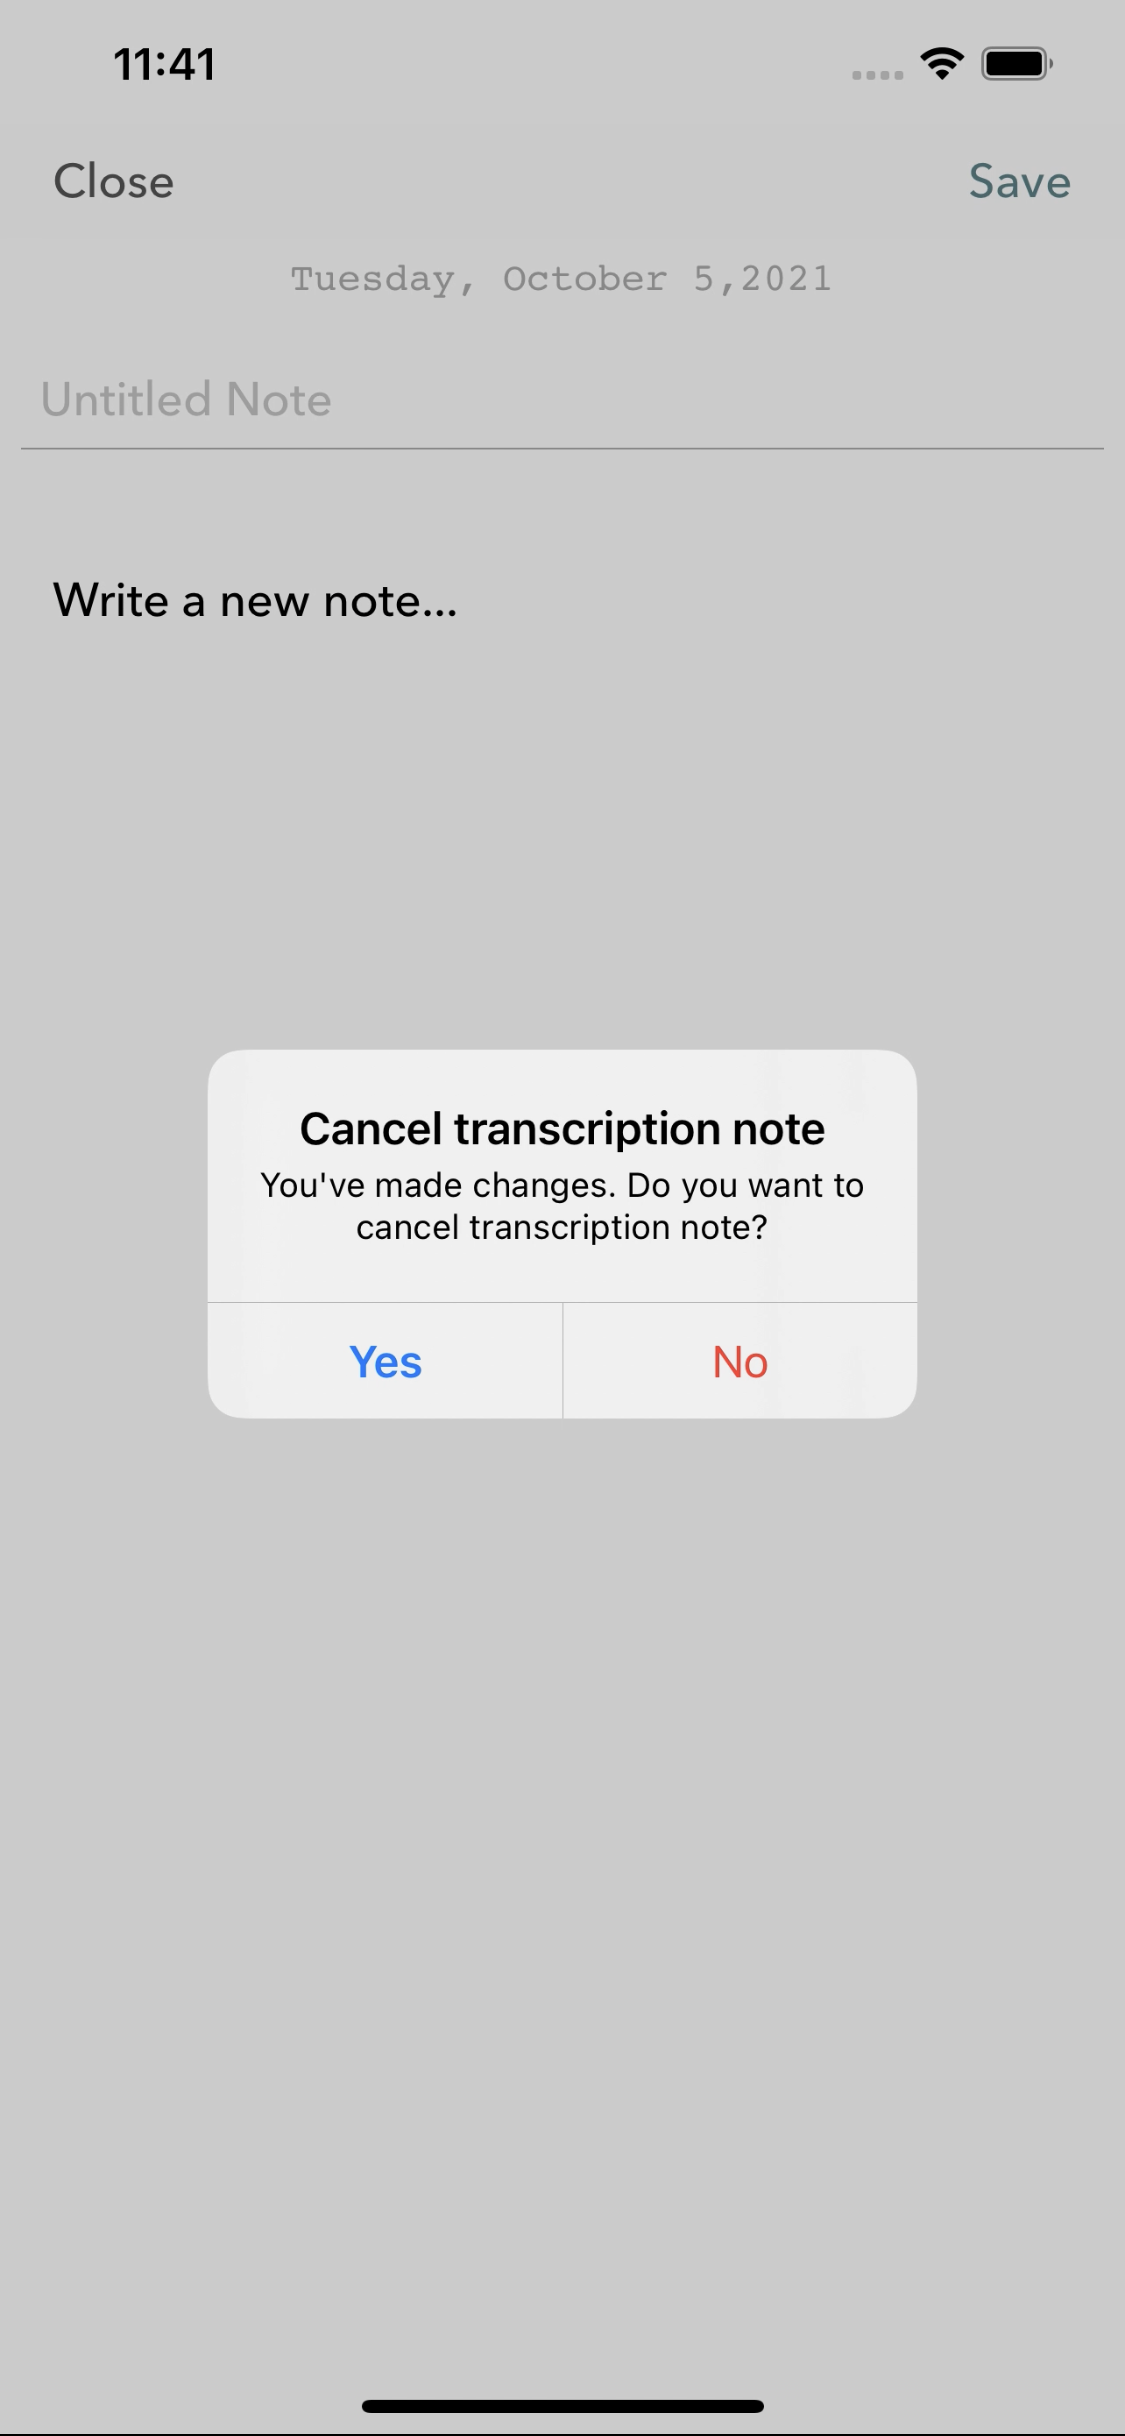 11:41
Close Save
Tuesday, October 5,2021
Untitled Note
Write a new note...
Cancel transcription note
You've made changes. Do you want to
cancel transcription note?
Yes No